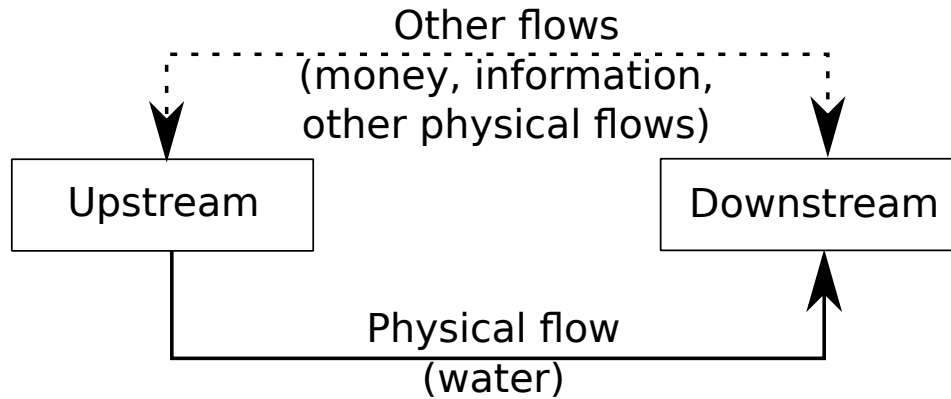 Other flows
(money, information,
other physical flows)
Upstream
Downstream
Physical flow
(water)